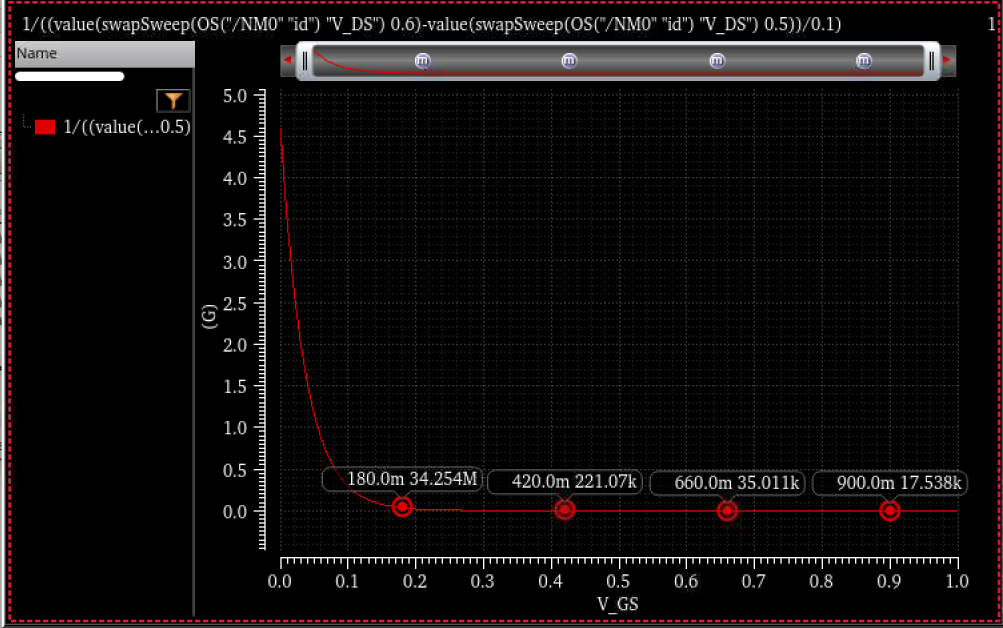 1/((value(swapSweep(OS("/NM0" "id") "V_DS") 0.6)-value(swapSweep(OS("/NM0" "id") "V_DS") 0.5))/0.1) 1
Name
m m m m
1/((value(...0.5)
5.0
4.5
4.0
3.5
3.0
2.5
2.0
1.5
1.0
0.5
0.0
(G)
180.0m 34.254M 420.0m 221.07k 660.0m 35.011k 900.0m 17.538k
0.0 0.1 0.2 0.3 0.4 0.5 0.6 0.7 0.8 0.9 1.0
V_GS